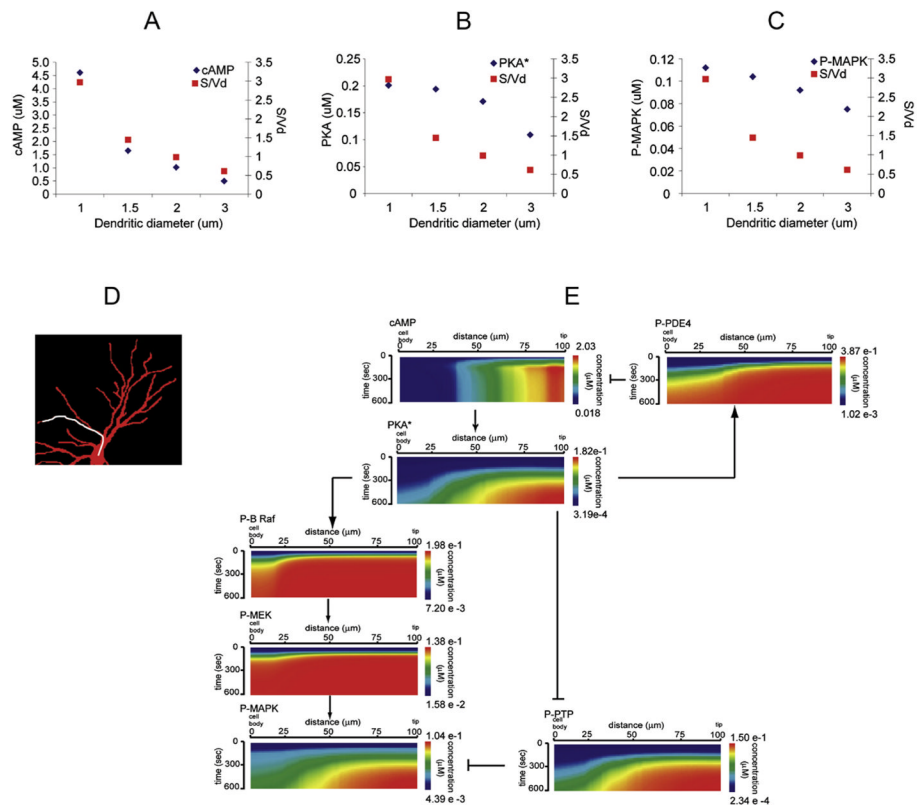 A
B
C
cAMP (uM)
5.0
4.5
4.0
3.5
3.0
2.5
2.0
1.5
1.0
0.5
cAMP
S/Vd
3.5
3
2.5
2
1.5
1
0.5
0
S/Vd
1 1.5 2 3
Dendritic diameter (um)
PKA (uM)
0.25
0.2
0.15
0.1
0.05
0
PKA*
S/Vd
3.5
3
2.5
2
1.5
1
0.5
0
S/Vd
1 1.5 2 3
Dendritic diameter (um)
P-MAPK (uM)
0.12
0.1
0.08
0.06
0.04
0.02
0
P-MAPK
S/Vd
3.5
3
2.5
2
1.5
1
0.5
0
S/Vd
1 1.5 2 3
Dendritic diameter (um)
D
E
cAMP
cell body
distance (μm)
tip
0 25 50 75 100
time (sec)
0
300
600
2.03
concentration (μM)
0.018
P-PDE4
cell body
distance (μm)
tip
0 25 50 75 100
time (sec)
0
300
600
3.87 e-1
concentration (μM)
1.02 e-3
PKA*
cell body
distance (μm)
tip
0 25 50 75 100
time (sec)
0
300
600
1.82e-1
concentration (μM)
3.19e-4
P-B Raf
cell body
distance (μm)
tip
0 25 50 75 100
time (sec)
0
300
600
1.98 e-1
concentration (μM)
7.20 e -3
P-MEK
cell body
distance (μm)
tip
0 25 50 75 100
time (sec)
0
300
600
1.38 e-1
concentration (μM)
1.58 e -2
P-MAPK
cell body
distance (μm)
tip
0 25 50 75 100
time (sec)
0
300
600
1.04 e-1
concentration (μM)
4.39 e -3
P-PTP
cell body
distance (μm)
tip
0 25 50 75 100
time (sec)
0
300
600
1.50 e-1
concentration (μM)
2.34 e -4